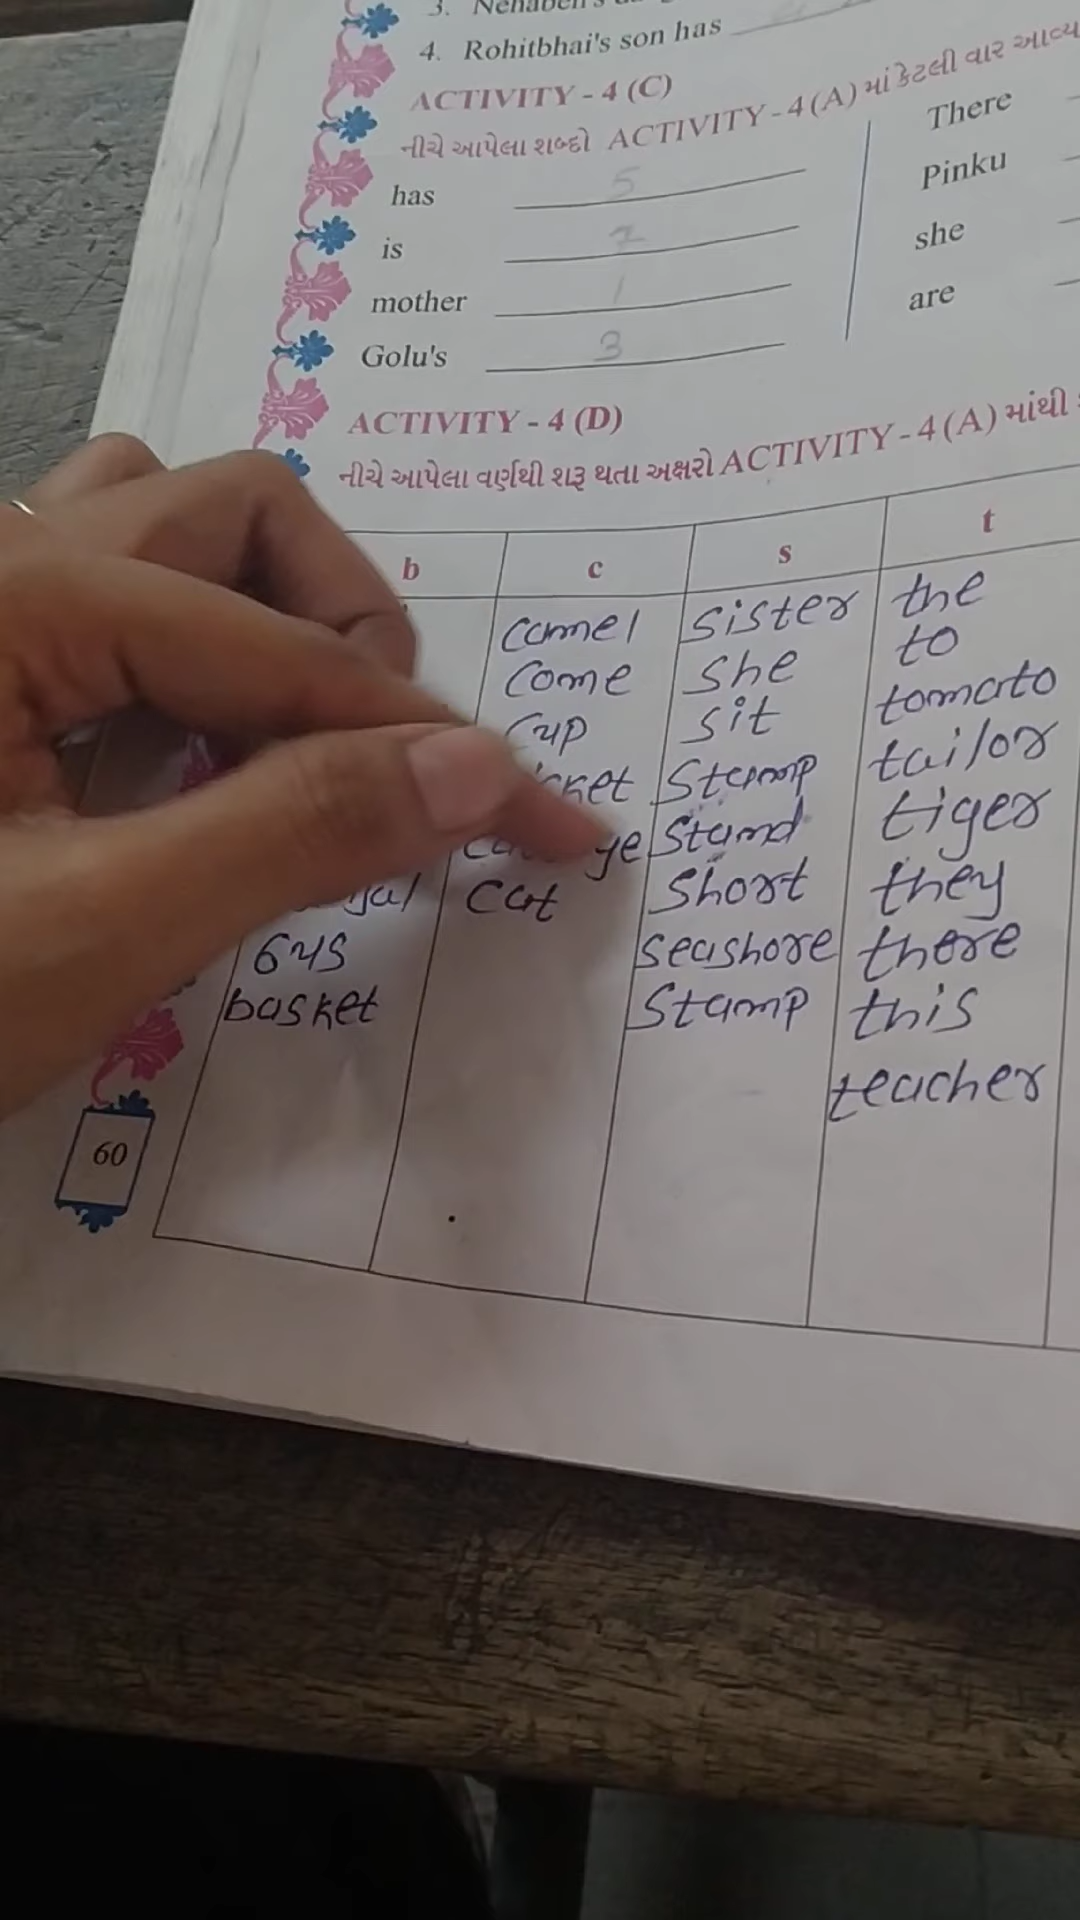 3. Nehaben's
4. Rohitbhai's son has
ACTIVITY - 4 (C)
નીચે આપેલા શબ્દો ACTIVITY - 4 (A) માં કેટલી વાર આવ્યા
has 5
is 7
mother 1
Golu's 3
There
Pinku
she
are
ACTIVITY - 4 (D)
નીચે આપેલા વર્ણથી શરૂ થતા અક્ષરો ACTIVITY - 4 (A) માંથી
b c s t
camel sister the
come she to
cup sit tomato
stamp tailor
stand tiger
cat short they
bus seashore there
basket stamp this
teacher
60